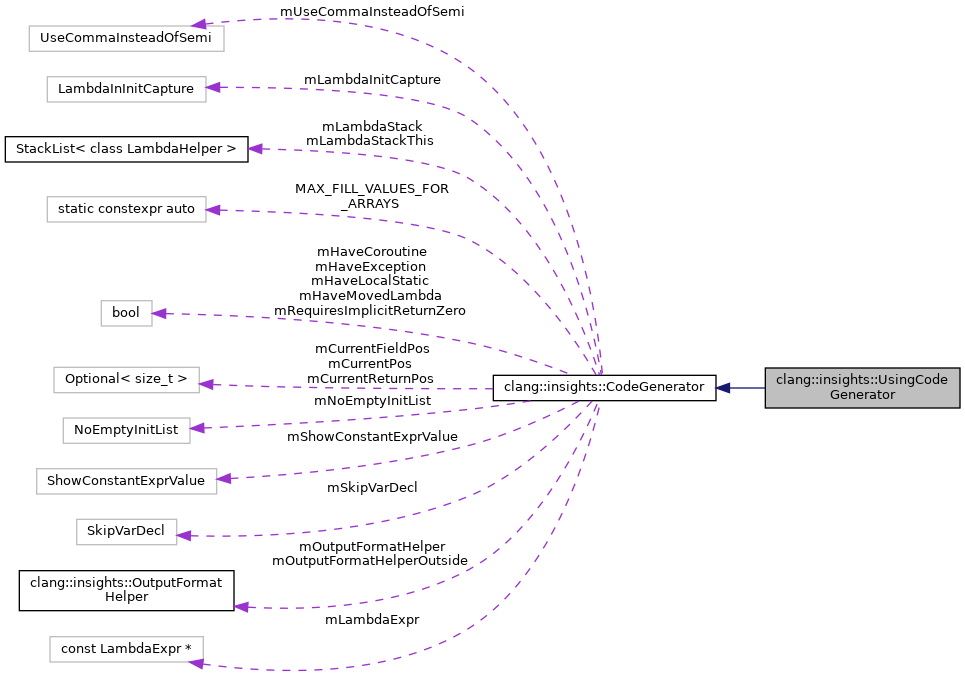 mUseCommaInsteadOfSemi
UseCommaInsteadOfSemi
mLambdaInitCapture
LambdaInInitCapture
mLambdaStack
mLambdaStackThis
StackList< class LambdaHelper >
MAX_FILL_VALUES_FOR
_ARRAYS
static constexpr auto
mHaveCoroutine
mHaveException
mHaveLocalStatic
mHaveMovedLambda
mRequiresImplicitReturnZero
bool
mCurrentFieldPos
mCurrentPos
mCurrentReturnPos
Optional< size_t >
clang::insights::CodeGenerator
clang::insights::UsingCode
Generator
mNoEmptyInitList
NoEmptyInitList
mShowConstantExprValue
ShowConstantExprValue
mSkipVarDecl
SkipVarDecl
mOutputFormatHelper
mOutputFormatHelperOutside
clang::insights::OutputFormat
Helper
mLambdaExpr
const LambdaExpr *